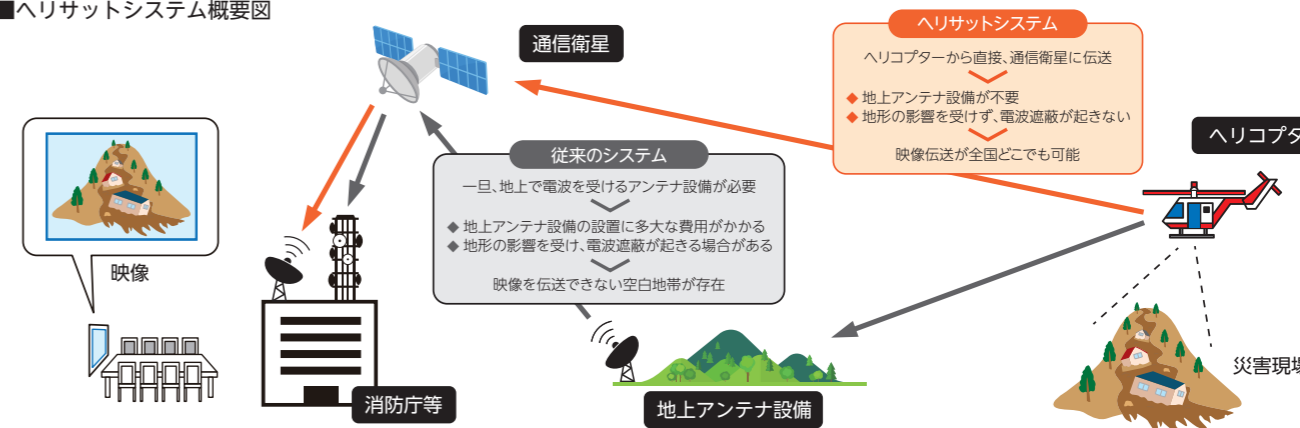 ■ヘリサットシステム概要図
通信衛星
ヘリサットシステム
ヘリコプターから直接、通信衛星に伝送
◆ 地上アンテナ設備が不要
◆ 地形の影響を受けず、電波遮蔽が起きない
映像伝送が全国どこでも可能
ヘリコプタ
従来のシステム
一旦、地上で電波を受けるアンテナ設備が必要
◆ 地上アンテナ設備の設置に多大な費用がかかる
◆ 地形の影響を受け、電波遮蔽が起きる場合がある
映像を伝送できない空白地帯が存在
映像
災害現場
消防庁等
地上アンテナ設備